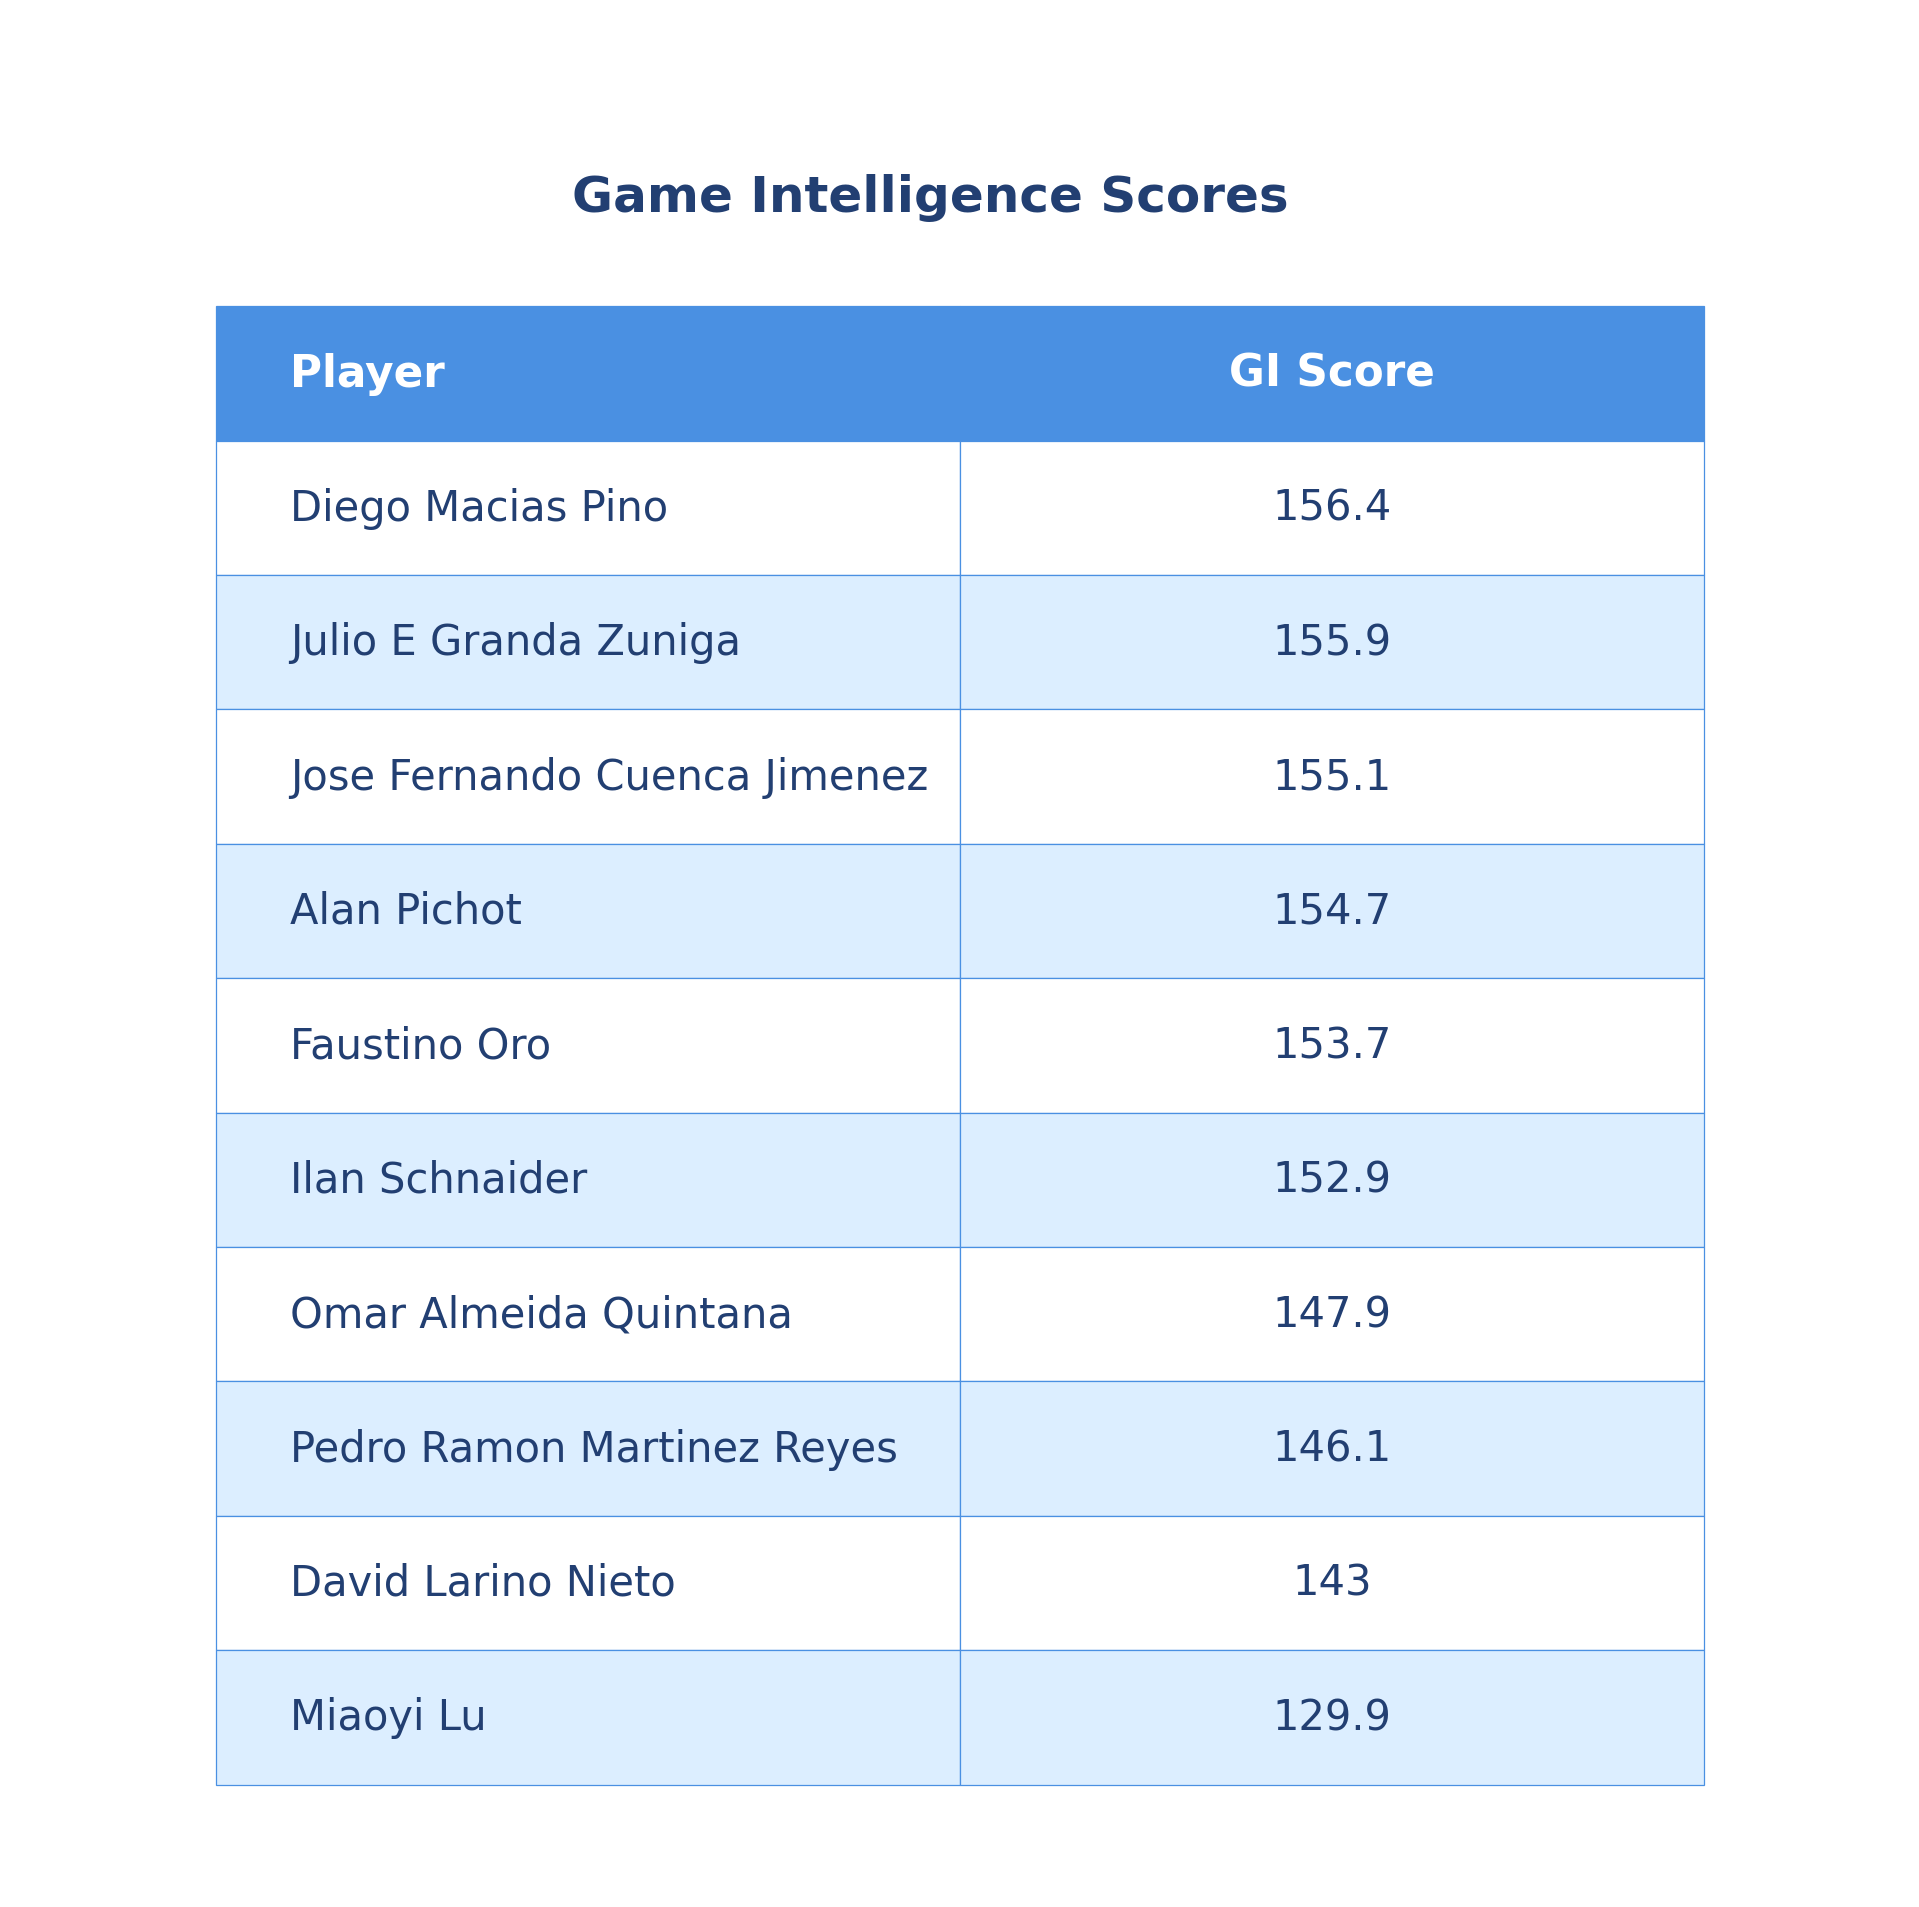 Game Intelligence Scores
Player GI Score
Diego Macias Pino 156.4
Julio E Granda Zuniga 155.9
Jose Fernando Cuenca Jimenez 155.1
Alan Pichot 154.7
Faustino Oro 153.7
Ilan Schnaider 152.9
Omar Almeida Quintana 147.9
Pedro Ramon Martinez Reyes 146.1
David Larino Nieto 143
Miaoyi Lu 129.9